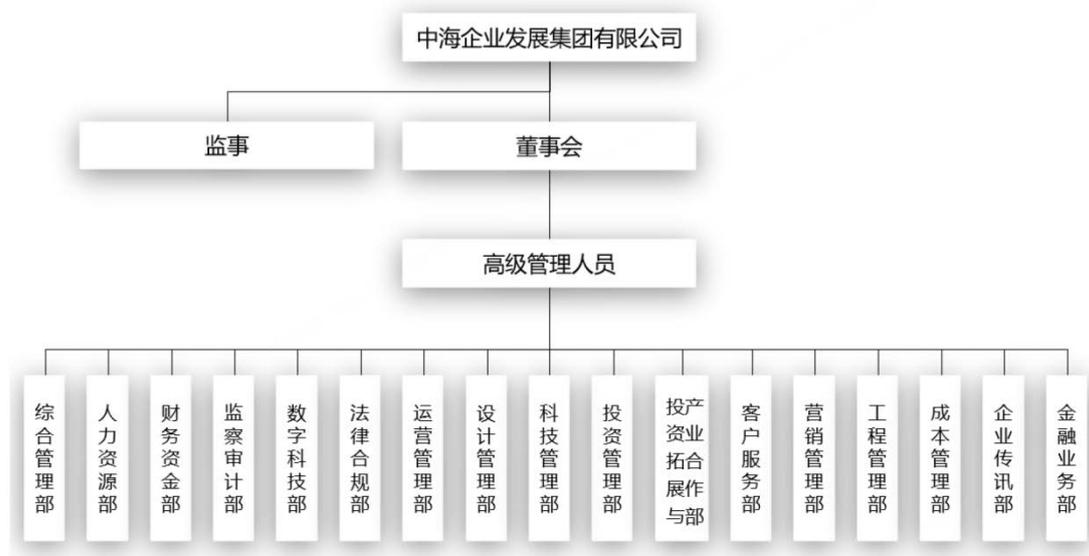 中海企业发展集团有限公司
监事
董事会
高级管理人员
综合管理部
人力资源部
财务资金部
监察审计部
数字科技部
法律合规部
运营管理部
设计管理部
科技管理部
投资管理部
投资拓展与
产业合作部
客户服务部
营销管理部
工程管理部
成本管理部
企业传讯部
金融业务部